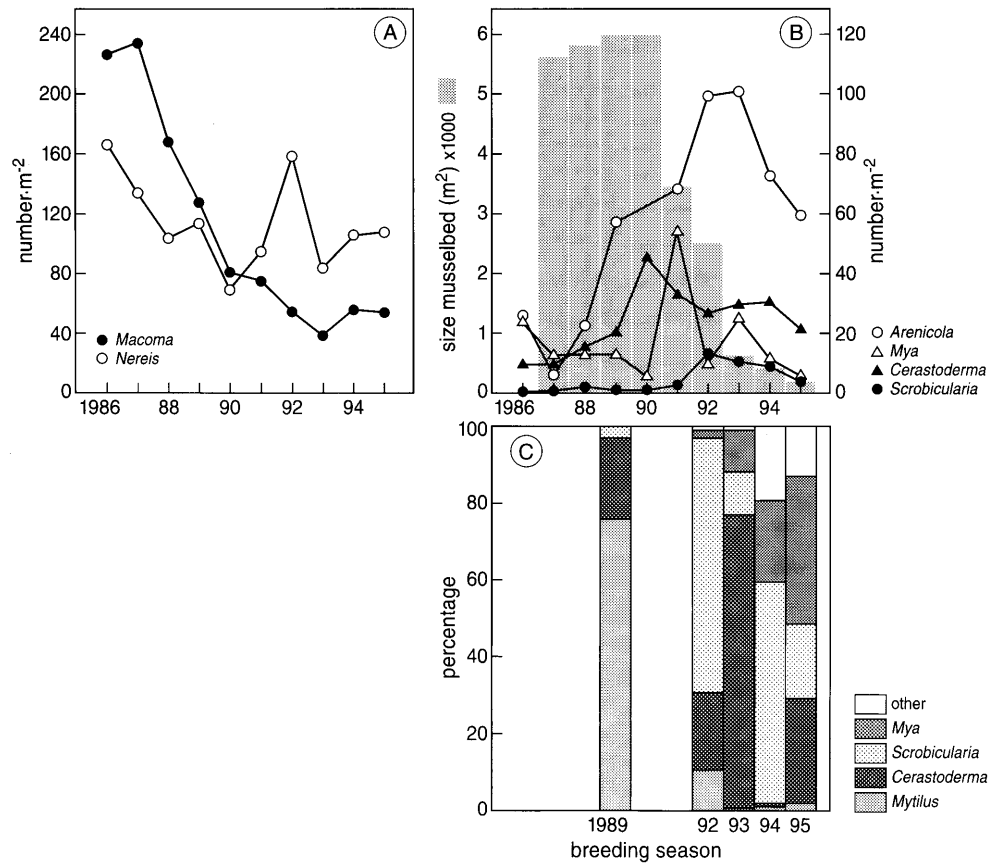 A
240
200
160
120
80
40
0
number·m-2
Macoma
Nereis
1986 88 90 92 94
B
6
5
4
3
2
1
0
size musselbed (m²) x1000
120
100
80
60
40
20
0
number·m-2
Arenicola
Mya
Cerastoderma
Scrobicularia
1986 88 90 92 94
C
100
80
60
40
20
0
percentage
other
Mya
Scrobicularia
Cerastoderma
Mytilus
1989 92 93 94 95
breeding season